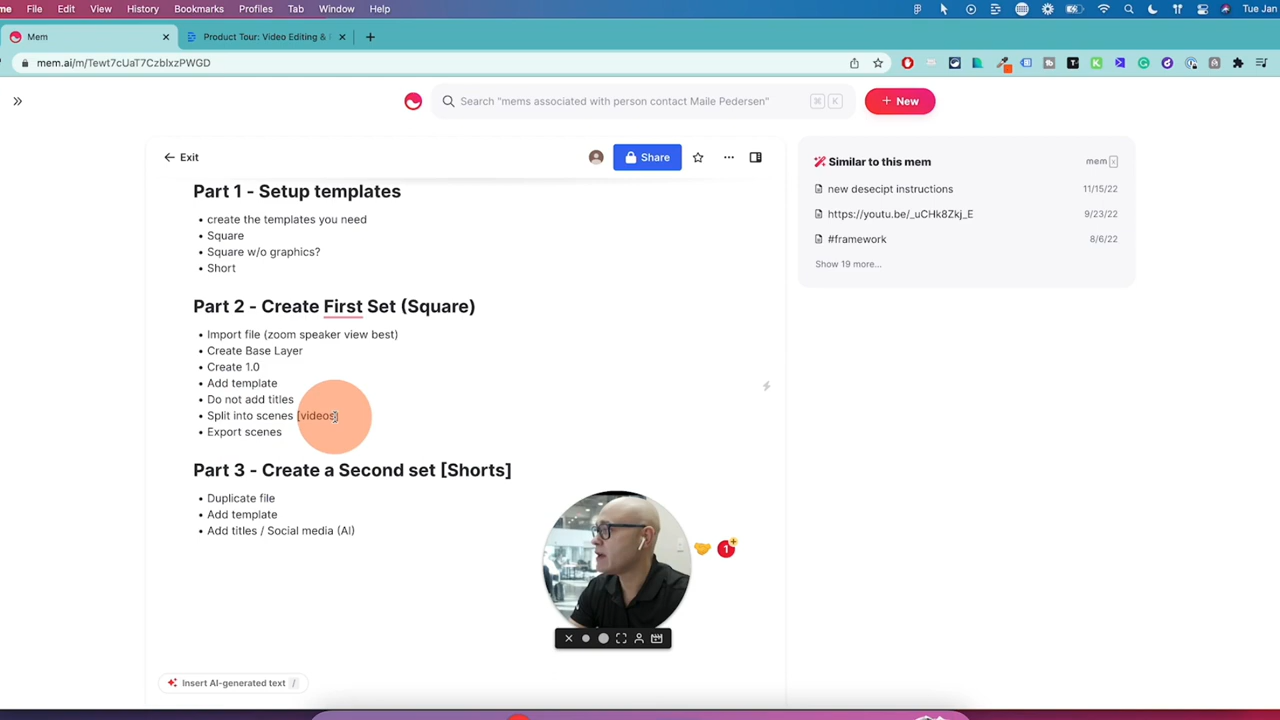 me File Edit View History Bookmarks Profiles Tab Window Help Tue Jan
Mem Product Tour: Video Editing &
mem.ai/m/Tewt7cUaT7CzbIxzPWGD
Search "mems associated with person contact Maile Pedersen" ⌘ K + New
Exit Share
Part 1 - Setup templates
• create the templates you need
• Square
• Square w/o graphics?
• Short
Part 2 - Create First Set (Square)
• Import file (zoom speaker view best)
• Create Base Layer
• Create 1.0
• Add template
• Do not add titles
• Split into scenes [videos]
• Export scenes
Part 3 - Create a Second set [Shorts]
• Duplicate file
• Add template
• Add titles / Social media (AI)
Insert AI-generated text /
1
Similar to this mem mem x
new desecipt instructions 11/15/22
https://youtu.be/_uCHk8Zkj_E 9/23/22
#framework 8/6/22
Show 19 more...